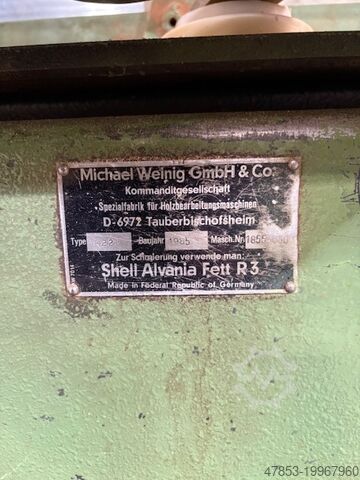 Michael Weinig GmbH & Co.
Kommanditgesellschaft
Spezialfabrik für Holzbearbeitungsmaschinen
D-6972 Tauberbischofsheim
Type Baujahr 1985 Masch.Nr.
Zur Schmierung verwende man:
Shell Alvania Fett R 3
Made in Federal Republic of Germany
47853-19967960